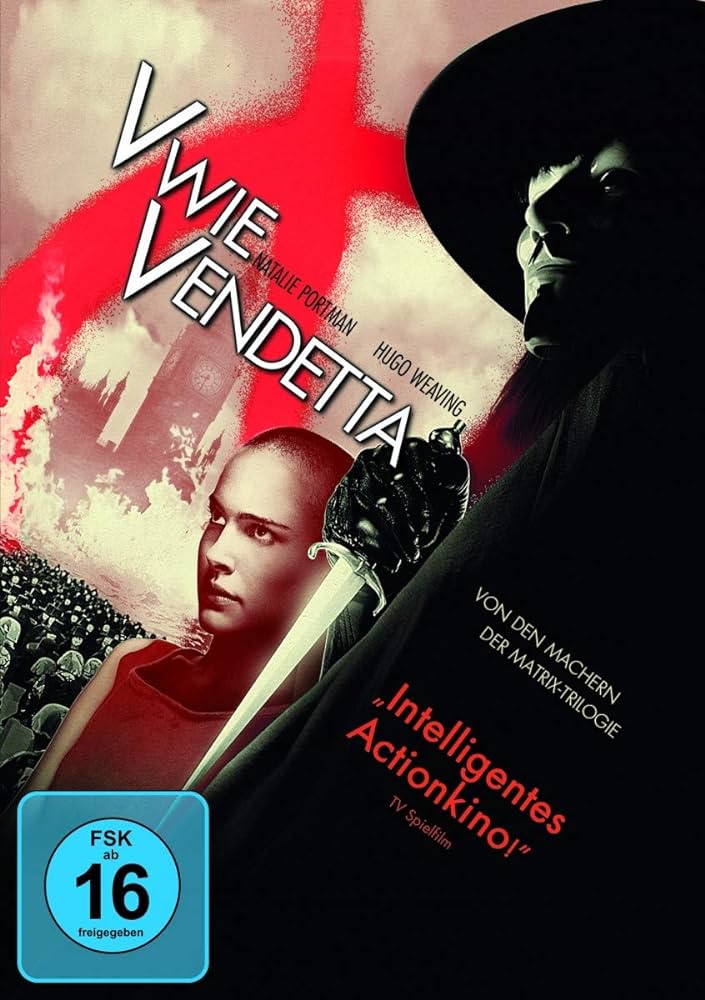 V WIE
VENDETTA
NATALIE PORTMAN
HUGO WEAVING
VON DEN MACHERN
DER MATRIX-TRILOGIE
„Intelligentes
Actionkino!"
TV Spielfilm
FSK
ab
16
freigegeben